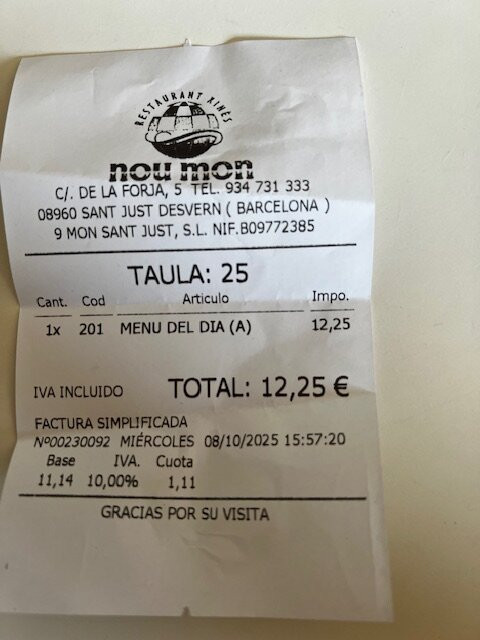 RESTAURANT XINÈS
nou mon
C/. DE LA FORJA, 5 TEL. 934 731 333
08960 SANT JUST DESVERN ( BARCELONA )
9 MON SANT JUST, S.L. NIF.B09772385
TAULA: 25
Cant. Cod Articulo Impo.
1x 201 MENU DEL DIA (A) 12,25
IVA INCLUIDO TOTAL: 12,25 €
FACTURA SIMPLIFICADA
Nº00230092 MIÉRCOLES 08/10/2025 15:57:20
Base IVA. Cuota
11,14 10,00% 1,11
GRACIAS POR SU VISITA